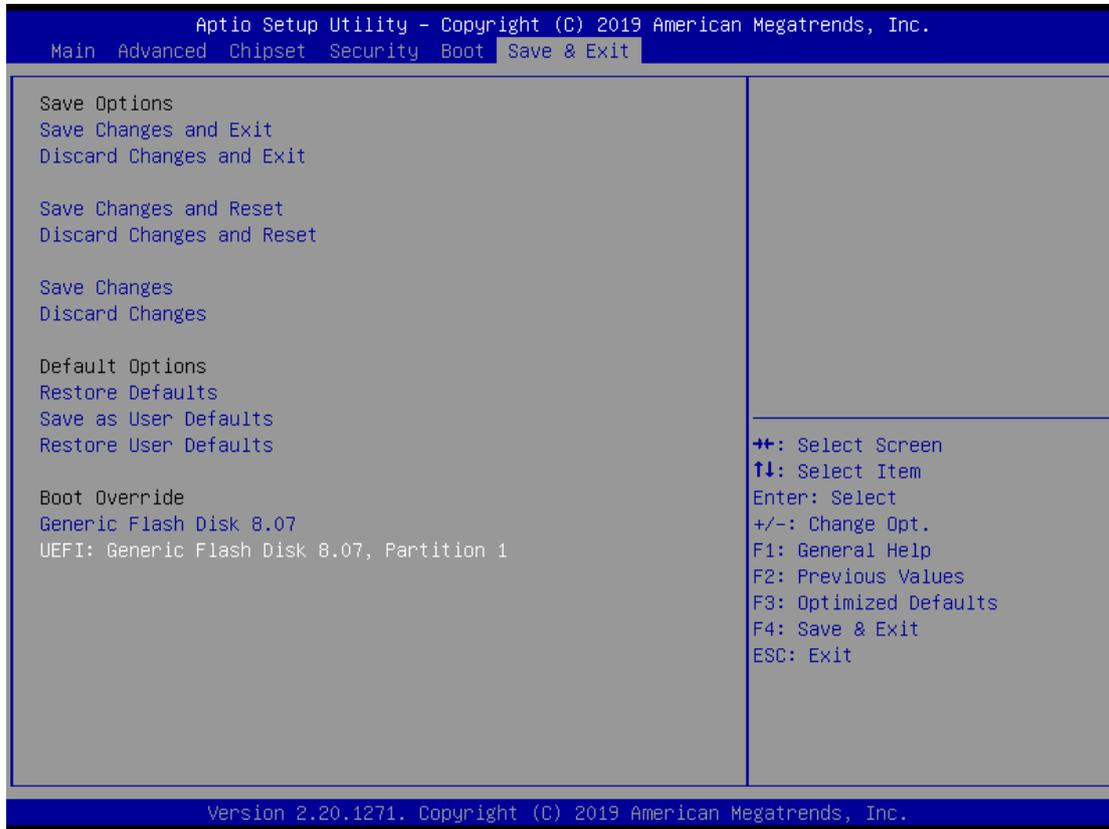 Aptio Setup Utility – Copyright (C) 2019 American Megatrends, Inc.
Main Advanced Chipset Security Boot Save & Exit
Save Options
Save Changes and Exit
Discard Changes and Exit
Save Changes and Reset
Discard Changes and Reset
Save Changes
Discard Changes
Default Options
Restore Defaults
Save as User Defaults
Restore User Defaults
Boot Override
Generic Flash Disk 8.07
UEFI: Generic Flash Disk 8.07, Partition 1
→←: Select Screen
↑↓: Select Item
Enter: Select
+/-: Change Opt.
F1: General Help
F2: Previous Values
F3: Optimized Defaults
F4: Save & Exit
ESC: Exit
Version 2.20.1271. Copyright (C) 2019 American Megatrends, Inc.